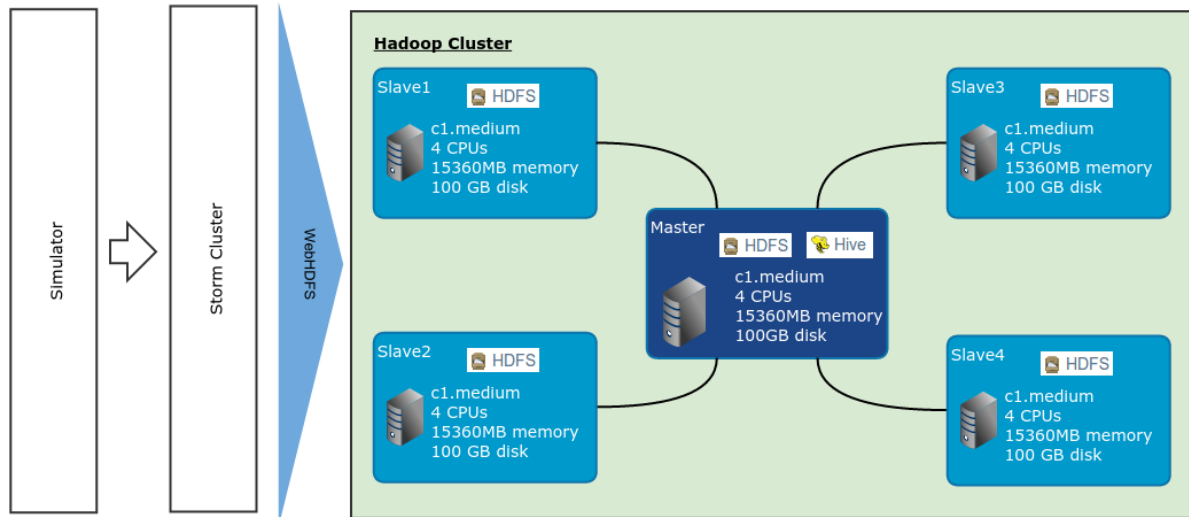 Simulator
Storm Cluster
WebHDFS
Hadoop Cluster
Slave1
HDFS
c1.medium
4 CPUs
15360MB memory
100 GB disk
Slave3
HDFS
c1.medium
4 CPUs
15360MB memory
100 GB disk
Master
HDFS
Hive
c1.medium
4 CPUs
15360MB memory
100GB disk
Slave2
HDFS
c1.medium
4 CPUs
15360MB memory
100 GB disk
Slave4
HDFS
c1.medium
4 CPUs
15360MB memory
100 GB disk